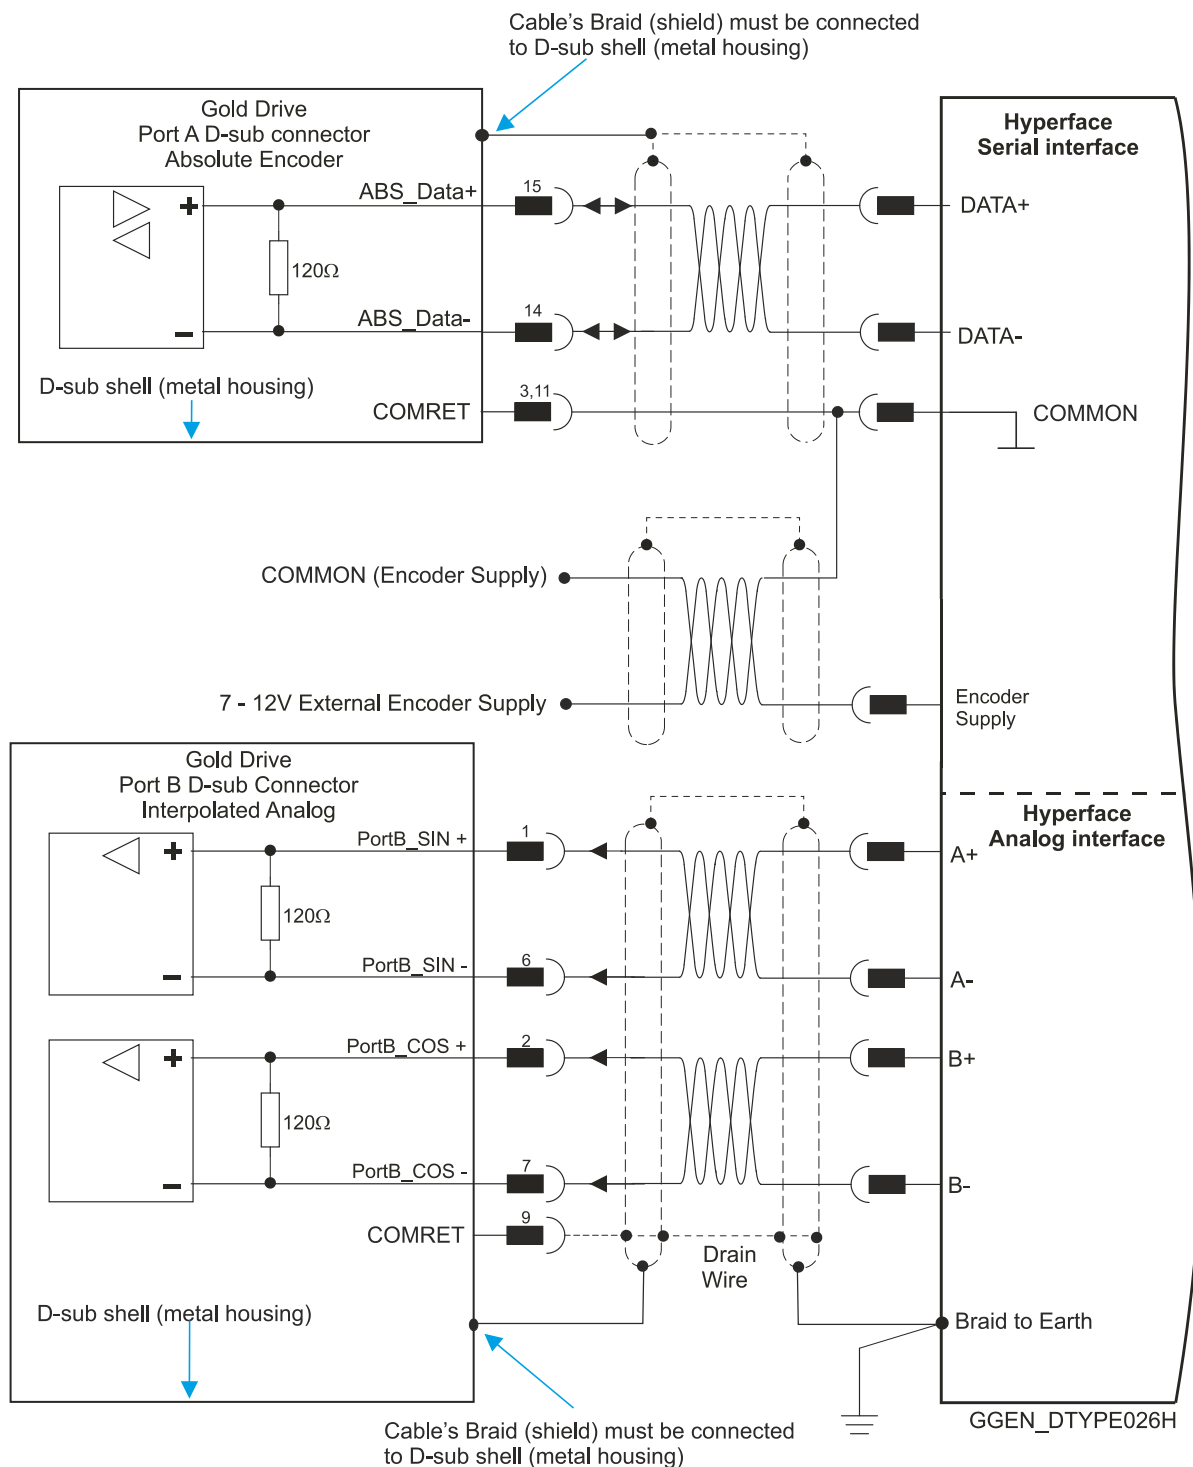 Cable's Braid (shield) must be connected
to D-sub shell (metal housing)
Gold Drive
Port A D-sub connector
Absolute Encoder
Hyperface
Serial interface
ABS_Data+
15
DATA+
120Ω
ABS_Data-
14
DATA-
D-sub shell (metal housing)
COMRET
3,11
COMMON
COMMON (Encoder Supply)
7 - 12V External Encoder Supply
Encoder
Supply
Gold Drive
Port B D-sub Connector
Interpolated Analog
Hyperface
Analog interface
PortB_SIN +
1
A+
120Ω
PortB_SIN -
6
A-
PortB_COS +
2
B+
120Ω
PortB_COS -
7
B-
COMRET
9
Drain
Wire
D-sub shell (metal housing)
Braid to Earth
GGEN_DTYPE026H
Cable's Braid (shield) must be connected
to D-sub shell (metal housing)